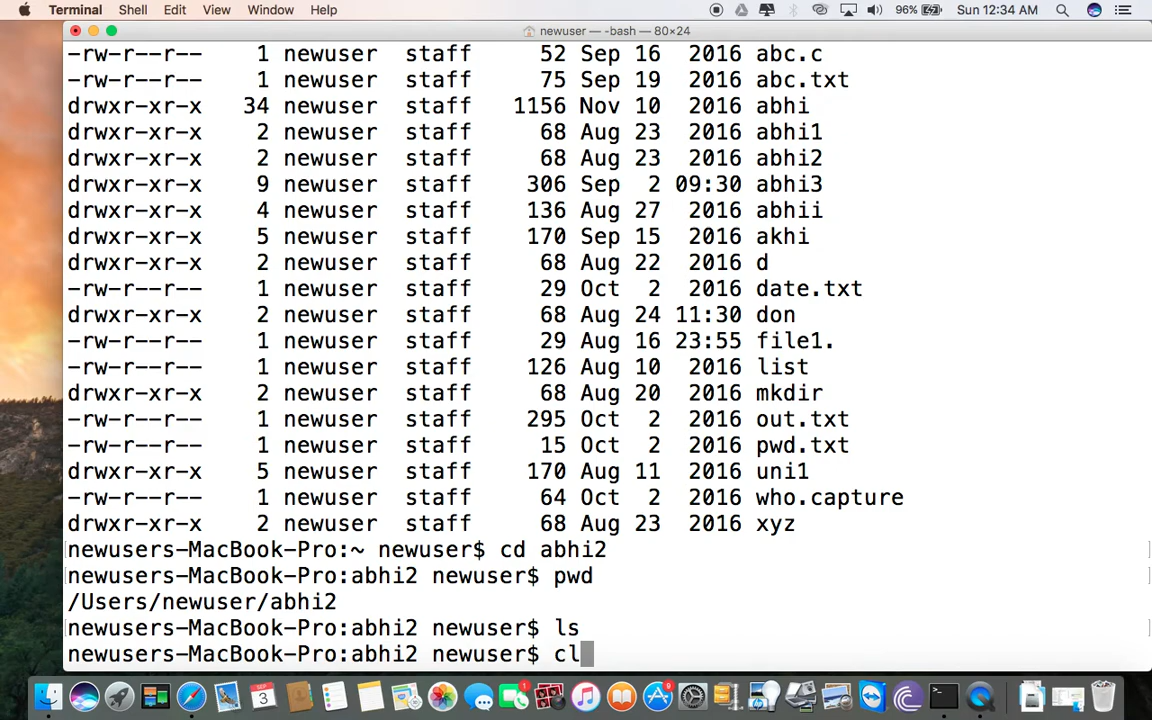 Terminal Shell Edit View Window Help 96% Sun 12:34 AM
newuser — -bash — 80×24
-rw-r--r-- 1 newuser staff 52 Sep 16 2016 abc.c
-rw-r--r-- 1 newuser staff 75 Sep 19 2016 abc.txt
drwxr-xr-x 34 newuser staff 1156 Nov 10 2016 abhi
drwxr-xr-x 2 newuser staff 68 Aug 23 2016 abhi1
drwxr-xr-x 2 newuser staff 68 Aug 23 2016 abhi2
drwxr-xr-x 9 newuser staff 306 Sep 2 09:30 abhi3
drwxr-xr-x 4 newuser staff 136 Aug 27 2016 abhii
drwxr-xr-x 5 newuser staff 170 Sep 15 2016 akhi
drwxr-xr-x 2 newuser staff 68 Aug 22 2016 d
-rw-r--r-- 1 newuser staff 29 Oct 2 2016 date.txt
drwxr-xr-x 2 newuser staff 68 Aug 24 11:30 don
-rw-r--r-- 1 newuser staff 29 Aug 16 23:55 file1.
-rw-r--r-- 1 newuser staff 126 Aug 10 2016 list
drwxr-xr-x 2 newuser staff 68 Aug 20 2016 mkdir
-rw-r--r-- 1 newuser staff 295 Oct 2 2016 out.txt
-rw-r--r-- 1 newuser staff 15 Oct 2 2016 pwd.txt
drwxr-xr-x 5 newuser staff 170 Aug 11 2016 uni1
-rw-r--r-- 1 newuser staff 64 Oct 2 2016 who.capture
drwxr-xr-x 2 newuser staff 68 Aug 23 2016 xyz
newusers-MacBook-Pro:~ newuser$ cd abhi2
newusers-MacBook-Pro:abhi2 newuser$ pwd
/Users/newuser/abhi2
newusers-MacBook-Pro:abhi2 newuser$ ls
newusers-MacBook-Pro:abhi2 newuser$ cl
SEP 3 1